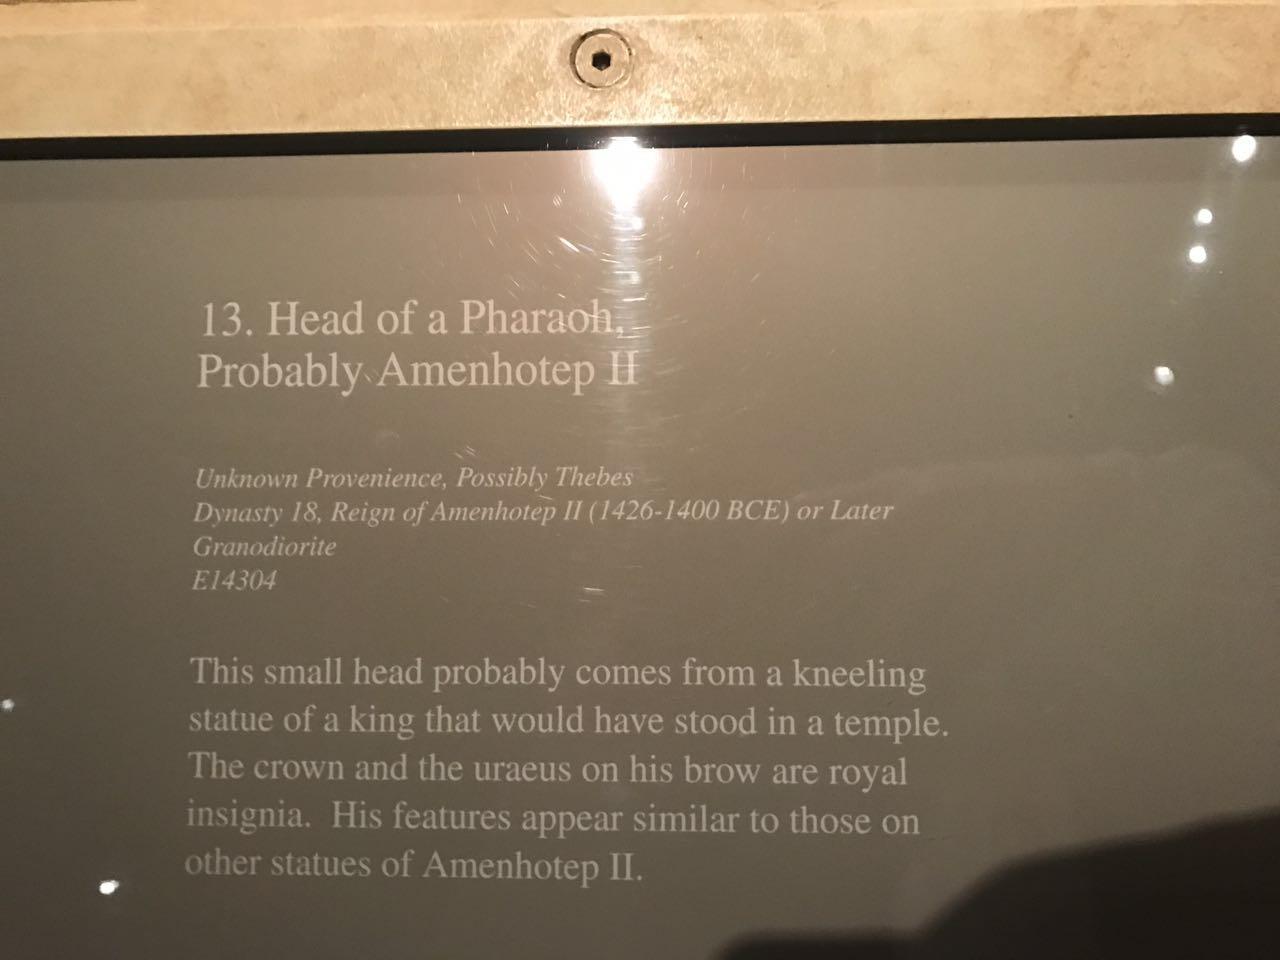 13. Head of a Pharaoh,
Probably Amenhotep II
Unknown Provenience, Possibly Thebes
Dynasty 18, Reign of Amenhotep II (1426-1400 BCE) or Later
Granodiorite
E14304
This small head probably comes from a kneeling
statue of a king that would have stood in a temple.
The crown and the uraeus on his brow are royal
insignia.  His features appear similar to those on
other statues of Amenhotep II.